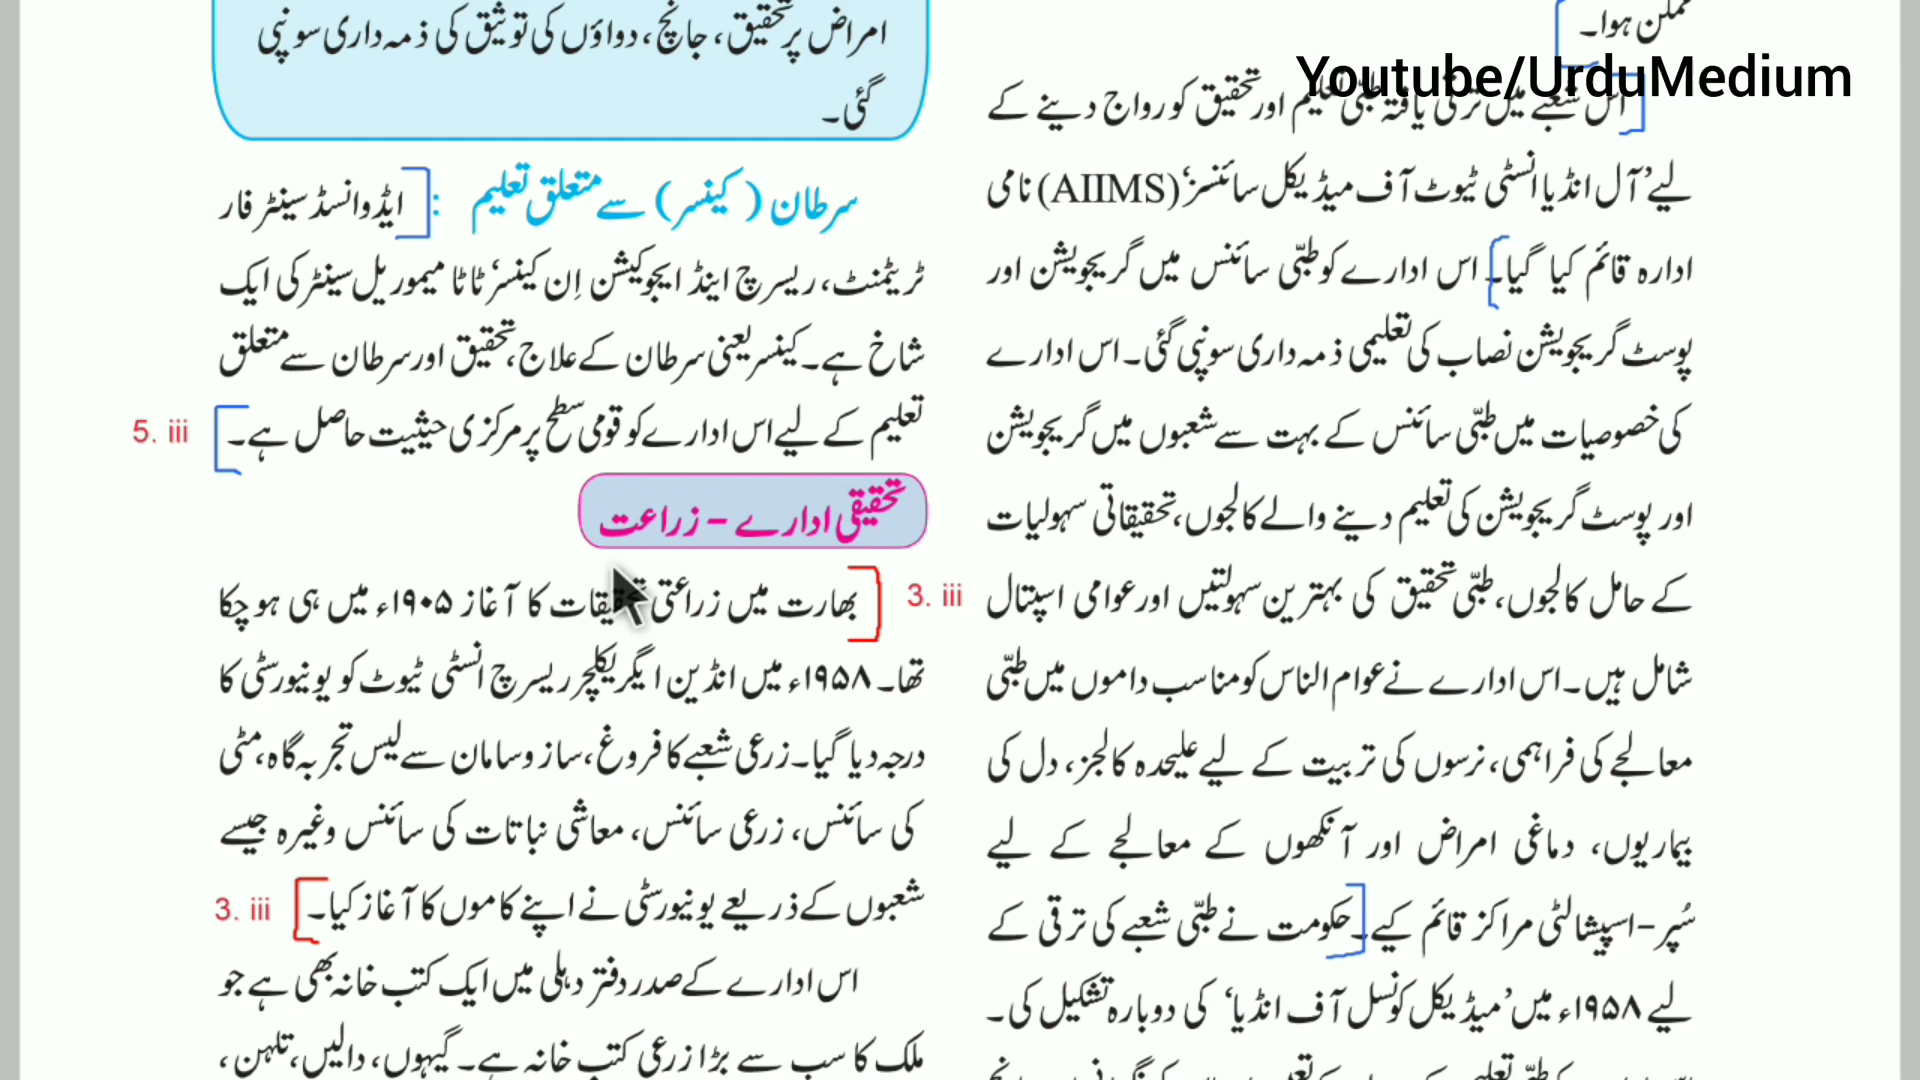 ممکن ہوا۔
Youtube/UrduMedium
اس شعبے میں ترقی یافتہ طبّی تعلیم اور تحقیق کو رواج دینے کے
لیے ’آل انڈیا انسٹی ٹیوٹ آف میڈیکل سائنسز‘ (AIIMS) نامی
ادارہ قائم کیا گیا۔ اس ادارے کو طبّی سائنس میں گریجویشن اور
پوسٹ گریجویشن نصاب کی تعلیمی ذمہ داری سونپی گئی۔ اس ادارے
کی خصوصیات میں طبّی سائنس کے بہت سے شعبوں میں گریجویشن
اور پوسٹ گریجویشن کی تعلیم دینے والے کالجوں، تحقیقاتی سہولیات
3. iii
کے حامل کالجوں، طبّی تحقیق کی بہترین سہولتیں اور عوامی اسپتال
شامل ہیں۔ اس ادارے نے عوام الناس کو مناسب داموں میں طبّی
معالجے کی فراہمی، نرسوں کی تربیت کے لیے علیحدہ کالجز، دل کی
بیماریوں، دماغی امراض اور آنکھوں کے معالجے کے لیے
سُپر-اسپیشالٹی مراکز قائم کیے۔ حکومت نے طبّی شعبے کی ترقی کے
لیے ۱۹۵۸ء میں ’میڈیکل کونسل آف انڈیا‘ کی دوبارہ تشکیل کی۔
امراض پر تحقیق، جانچ، دواؤں کی توثیق کی ذمہ داری سونپی
گئی۔
سرطان (کینسر) سے متعلق تعلیم : ایڈوانسڈ سینٹر فار
ٹریٹمنٹ، ریسرچ اینڈ ایجوکیشن اِن کینسر‘ ٹاٹا میموریل سینٹر کی ایک
شاخ ہے۔ کینسر یعنی سرطان کے علاج، تحقیق اور سرطان سے متعلق
تعلیم کے لیے اس ادارے کو قومی سطح پر مرکزی حیثیت حاصل ہے۔
5. iii
تحقیقی ادارے – زراعت
بھارت میں زراعتی تحقیقات کا آغاز ۱۹۰۵ء میں ہی ہو چکا
تھا۔ ۱۹۵۸ء میں انڈین ایگریکلچر ریسرچ انسٹی ٹیوٹ کو یونیورسٹی کا
درجہ دیا گیا۔ زرعی شعبے کا فروغ، ساز و سامان سے لیس تجربہ گاہ، مٹی
کی سائنس، زرعی سائنس، معاشی نباتات کی سائنس وغیرہ جیسے
شعبوں کے ذریعے یونیورسٹی نے اپنے کاموں کا آغاز کیا۔
3. iii
اس ادارے کے صدر دفتر دہلی میں ایک کتب خانہ بھی ہے جو
ملک کا سب سے بڑا زرعی کتب خانہ ہے۔ گیہوں، دالیں، تلہن،